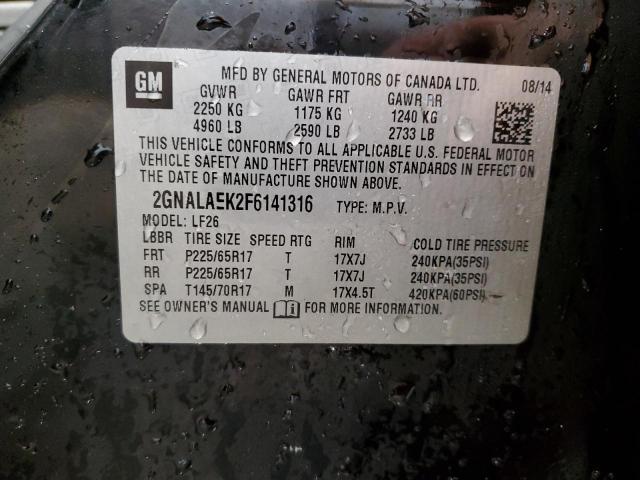 GM
MFD BY GENERAL MOTORS OF CANADA LTD. 08/14
GVWR GAWR FRT GAWR RR
2250 KG 1175 KG 1240 KG
4960 LB 2590 LB 2733 LB
THIS VEHICLE CONFORMS TO ALL APPLICABLE U.S. FEDERAL MOTOR
VEHICLE SAFETY AND THEFT PREVENTION STANDARDS IN EFFECT ON
THE DATE OF MANUFACTURE SHOWN ABOVE.
2GNALAEK2F6141316 TYPE: M.P.V.
MODEL: LF26
LBBR TIRE SIZE SPEED RTG RIM COLD TIRE PRESSURE
FRT P225/65R17 T 17X7J 240KPA(35PSI)
RR P225/65R17 T 17X7J 240KPA(35PSI)
SPA T145/70R17 M 17X4.5T 420KPA(60PSI)
SEE OWNER'S MANUAL i FOR MORE INFORMATION.